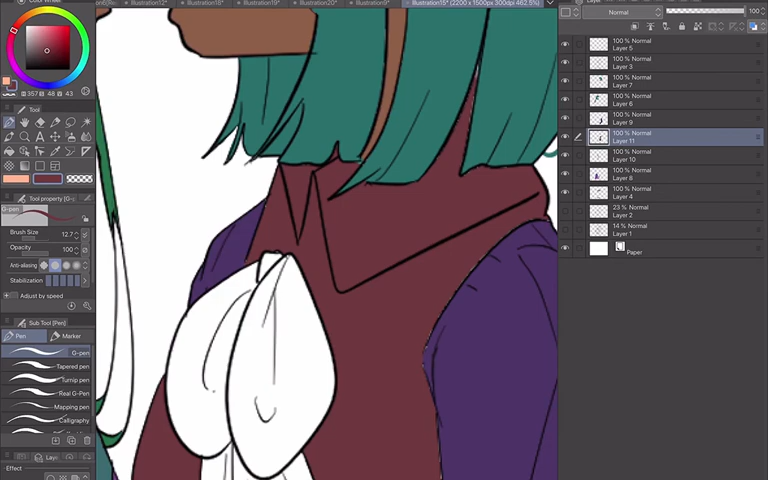 Color Wheel
Illustration12*
Illustration18*
Illustration19*
Illustration20*
Illustration9*
Illustration15* (2200 x 1500px 300dpi 462.5%)
Layer
Normal
100
367 48 43
Tool
Tool property [G-
G-pen
Brush Size 12.7
Opacity 100
Anti-aliasing
Stabilization
Adjust by speed
Sub Tool [Pen]
Pen
Marker
G-pen
Tapered pen
Turnip pen
Real G-Pen
Mapping pen
Calligraphy
Effect
100 % Normal
Layer 5
100 % Normal
Layer 3
100 % Normal
Layer 7
100 % Normal
Layer 6
100 % Normal
Layer 9
100 % Normal
Layer 11
100 % Normal
Layer 10
100 % Normal
Layer 8
100 % Normal
Layer 4
23 % Normal
Layer 2
14 % Normal
Layer 1
Paper